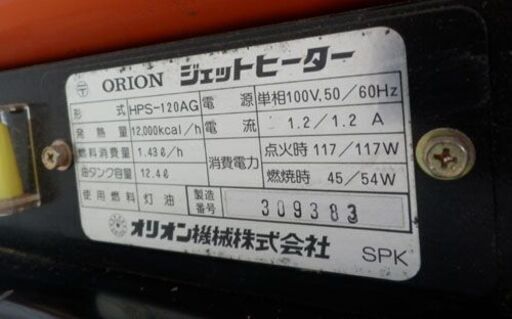 ORION ジェットヒーター
形式 HPS-120AG 電源 単相100V,50/60Hz
発熱量 12,000kcal/h 電流 1.2/1.2 A
燃料消費量 1.43ℓ/h 消費電力 点火時 117/117W
油タンク容量 12.4ℓ 燃焼時 45/54W
使用燃料 灯油 製造番号 309383
オリオン機械株式会社 SPK